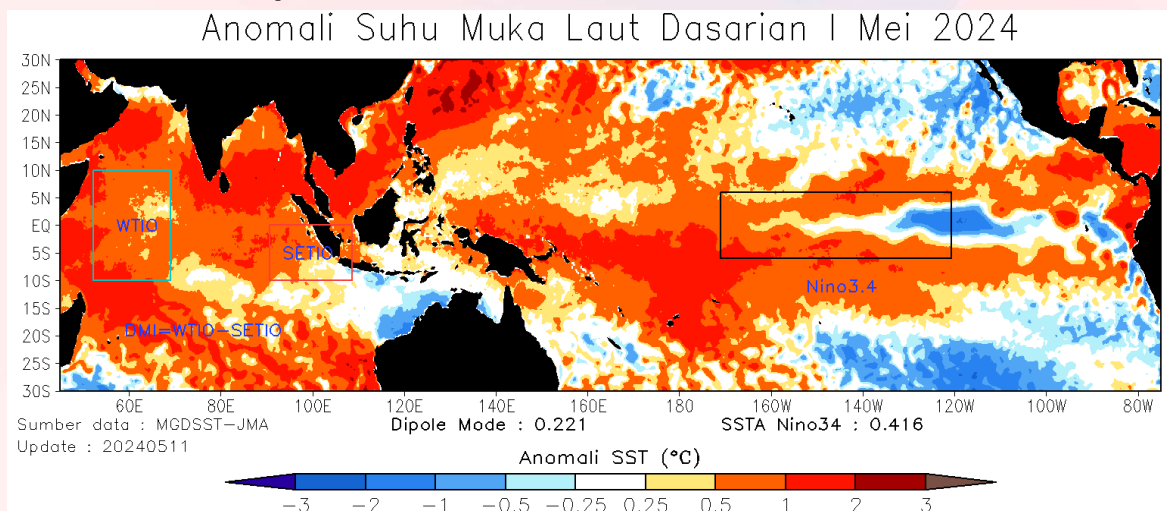 Anomali Suhu Muka Laut Dasarian I Mei 2024
30N
25N
20N
15N
10N
5N
EQ
5S
10S
15S
20S
25S
30S
WTIO
SETIO
Nino3.4
DMI=WTIO-SETIO
60E 80E 100E 120E 140E 160E 180 160W 140W 120W 100W 80W
Sumber data : MGDSST-JMA Dipole Mode : 0.221 SSTA Nino34 : 0.416
Update : 20240511
Anomali SST (°C)
-3 -2 -1 -0.5 -0.25 0.25 0.5 1 2 3